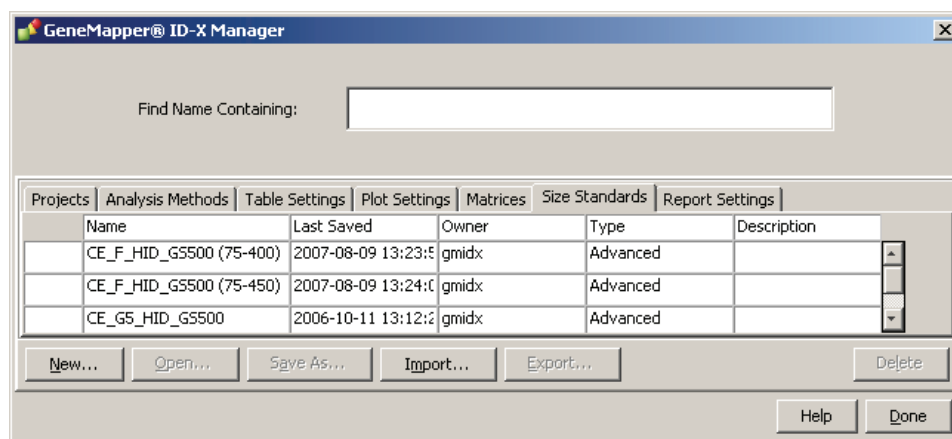 GeneMapper® ID-X Manager
Find Name Containing:
Projects Analysis Methods Table Settings Plot Settings Matrices Size Standards Report Settings
Name Last Saved Owner Type Description
CE_F_HID_GS500 (75-400) 2007-08-09 13:23:5 gmidx Advanced
CE_F_HID_GS500 (75-450) 2007-08-09 13:24:0 gmidx Advanced
CE_G5_HID_GS500 2006-10-11 13:12:2 gmidx Advanced
New... Open... Save As... Import... Export... Delete
Help Done